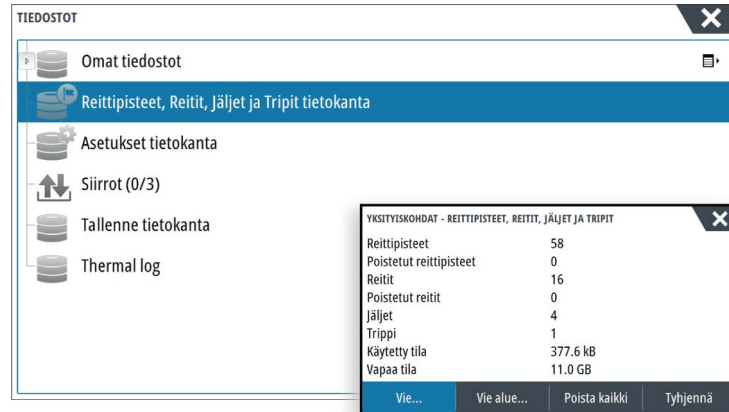 TIEDOSTOT
Omat tiedostot
Reittipisteet, Reitit, Jäljet ja Tripit tietokanta
Asetukset tietokanta
Siirrot (0/3)
Tallenne tietokanta
Thermal log
YKSITYISKOHDAT - REITTIPISTEET, REITIT, JÄLJET JA TRIPIT
Reittipisteet 58
Poistetut reittipisteet 0
Reitit 16
Poistetut reitit 0
Jäljet 4
Trippi 1
Käytetty tila 377.6 kB
Vapaa tila 11.0 GB
Vie... Vie alue... Poista kaikki Tyhjennä